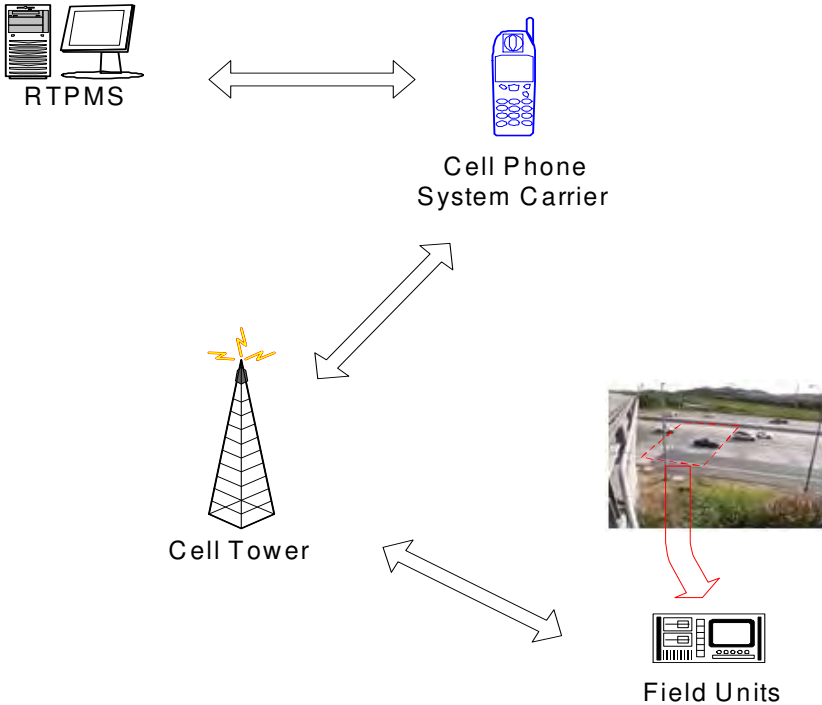 RTPMS
Cell Phone
System Carrier
Cell Tower
Field Units